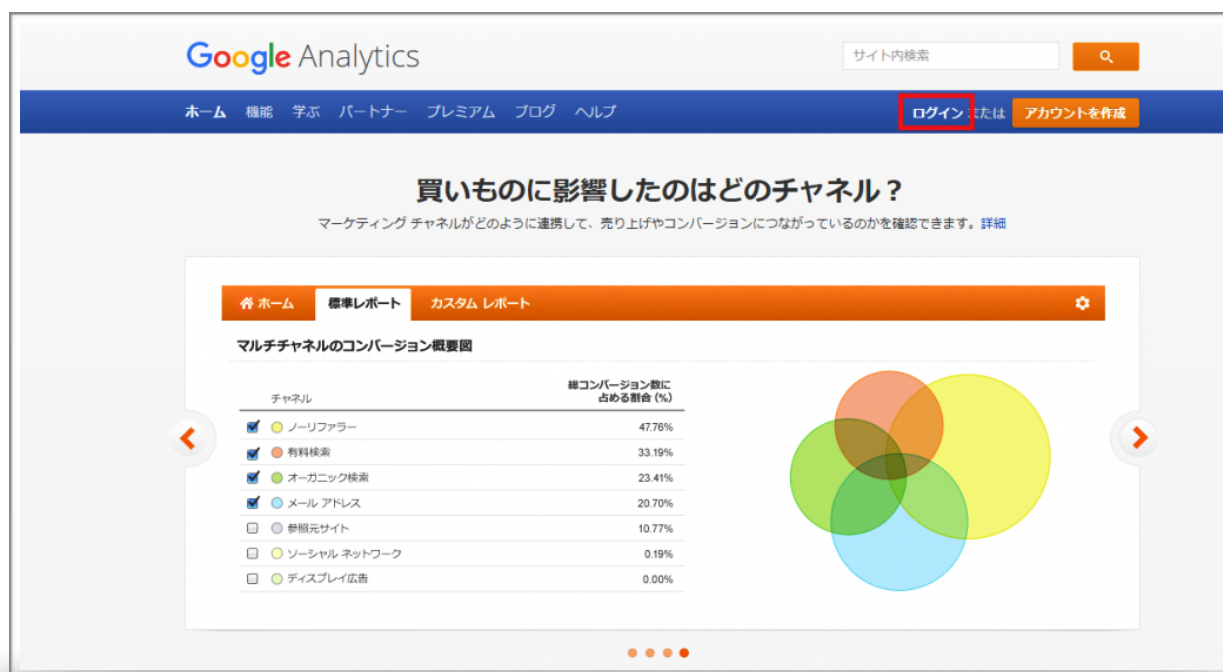 Google Analytics
サイト内検索
ホーム 機能 学ぶ パートナー プレミアム ブログ ヘルプ
ログイン または アカウントを作成
買いものに影響したのはどのチャネル？
マーケティング チャネルがどのように連携して、売り上げやコンバージョンにつながっているのかを確認できます。詳細
ホーム 標準レポート カスタム レポート
マルチチャネルのコンバージョン概要図
チャネル
総コンバージョン数に
占める割合 (%)
ノーリファラー 47.76%
有料検索 33.19%
オーガニック検索 23.41%
メール アドレス 20.70%
参照元サイト 10.77%
ソーシャル ネットワーク 0.19%
ディスプレイ広告 0.00%